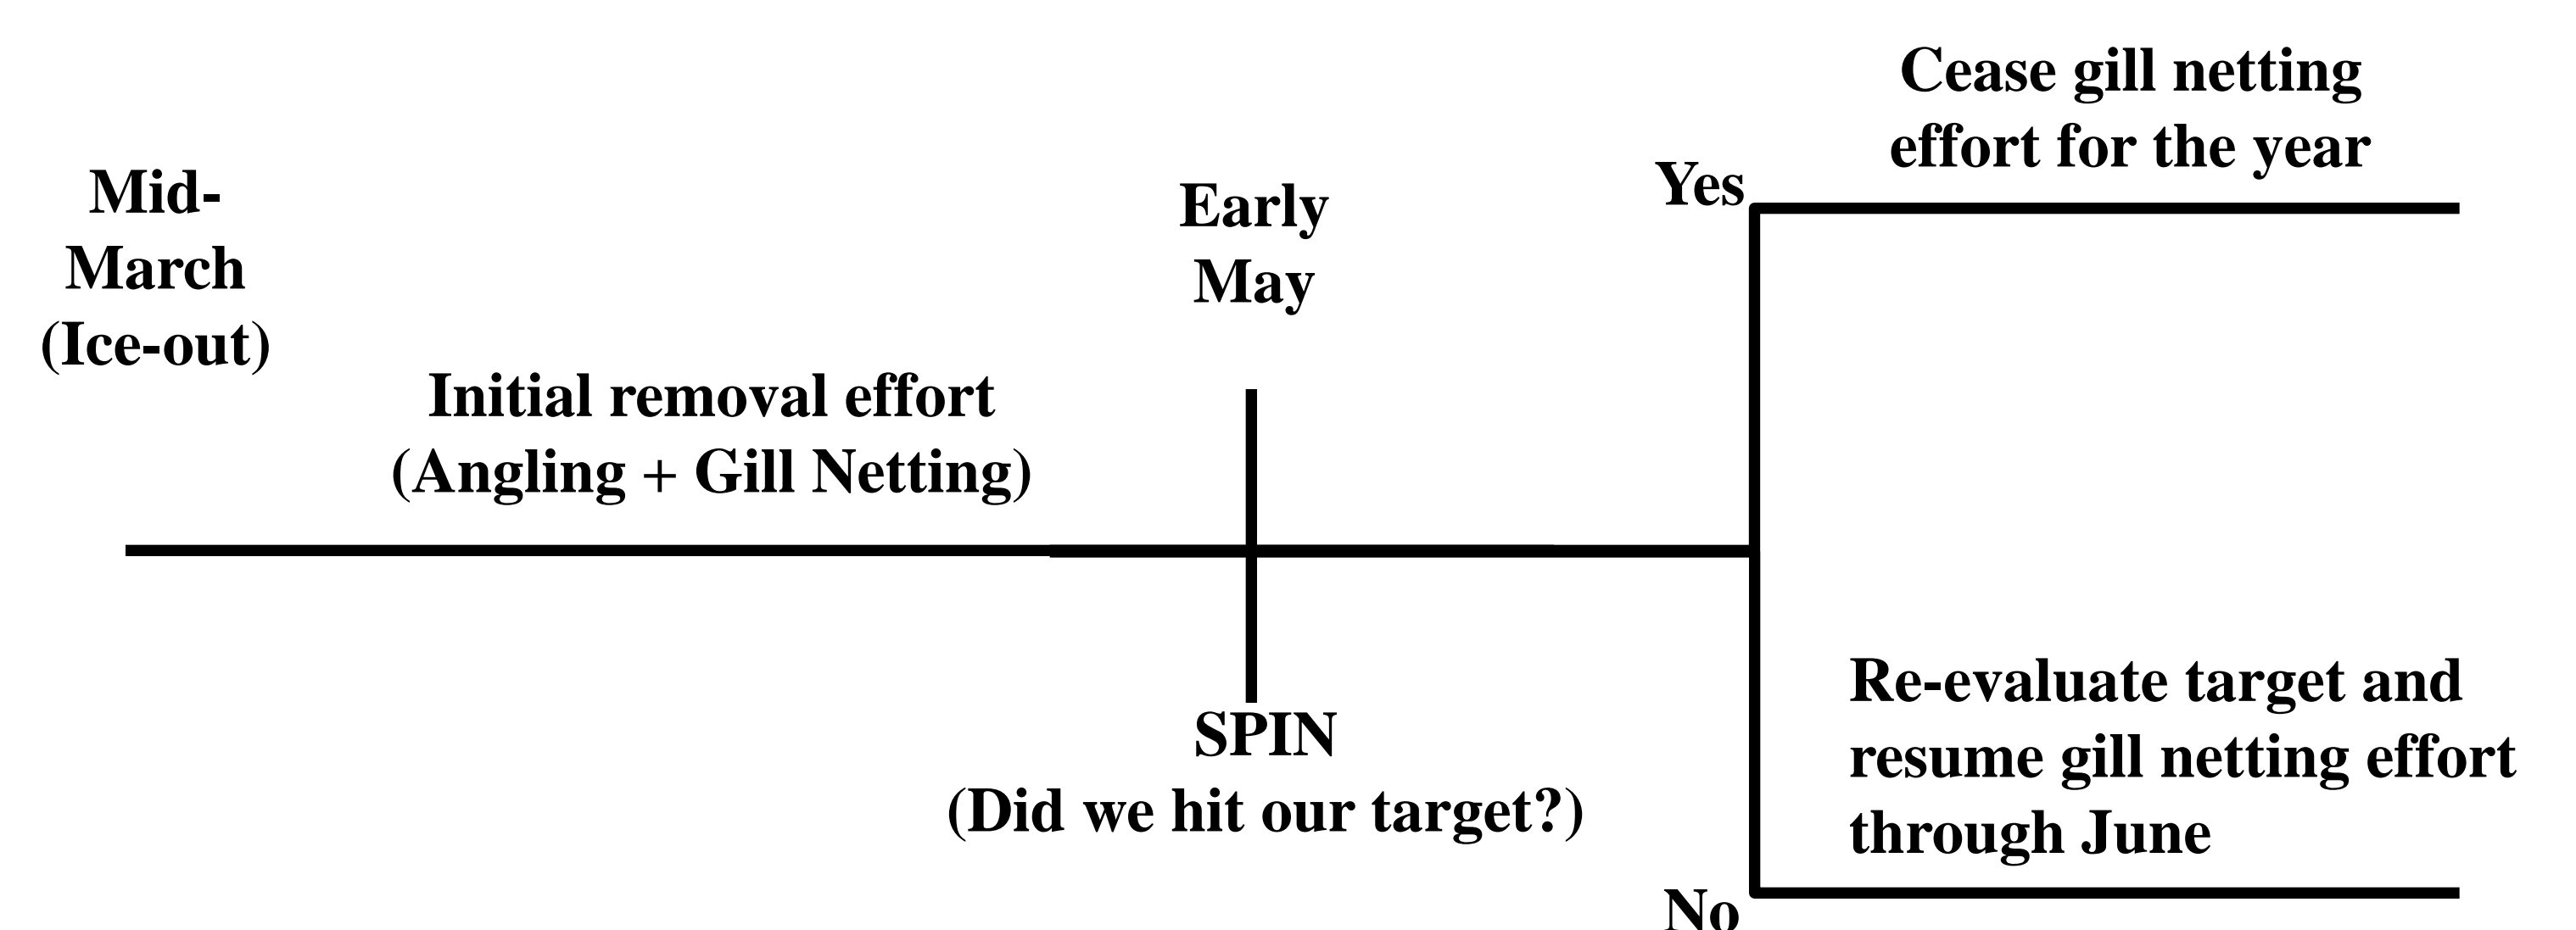 Mid-
March
(Ice-out)
Initial removal effort
(Angling + Gill Netting)
Early
May
SPIN
(Did we hit our target?)
Yes
Cease gill netting
effort for the year
Re-evaluate target and
resume gill netting effort
through June
No